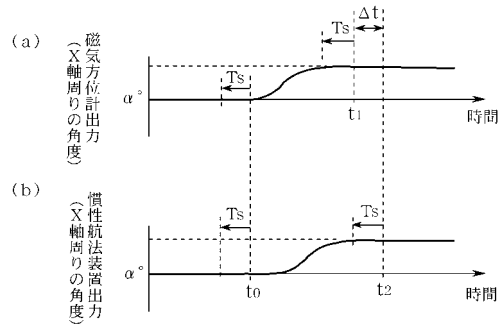 (a)
磁気方位計出力
(X軸周りの角度)
Ts
Ts
Δt
α°
t1
時間
(b)
慣性航法装置出力
(X軸周りの角度)
Ts
Ts
α°
t0
t2
時間